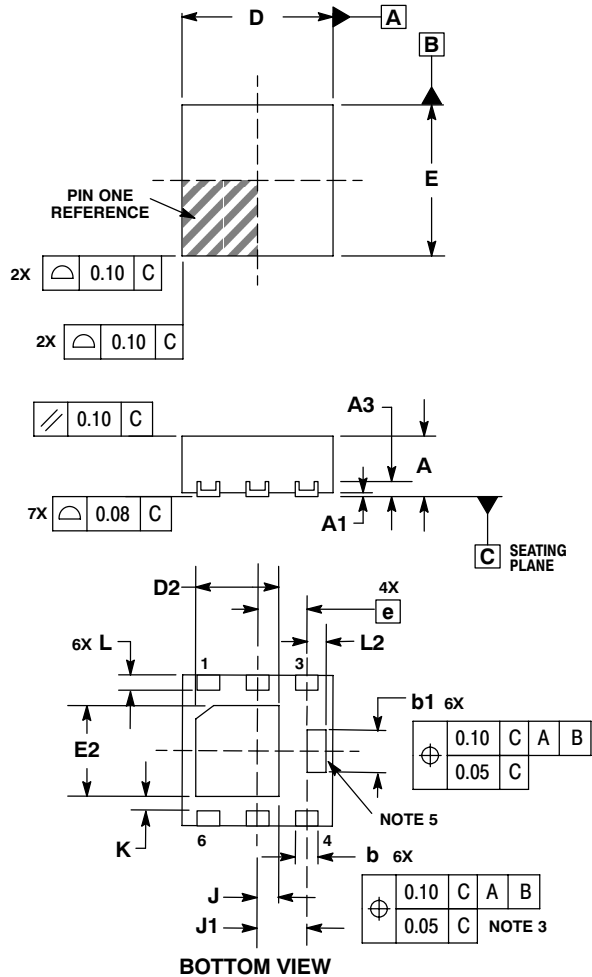 D
A
B
E
PIN ONE
REFERENCE
2X 0.10 C
2X 0.10 C
0.10 C
A3
A
7X 0.08 C
A1
C SEATING
PLANE
D2
4X
e
6X L
L2
1 3
b1 6X
0.10 C A B
0.05 C
E2
NOTE 5
K
6 4
b 6X
J
0.10 C A B
0.05 C NOTE 3
J1
BOTTOM VIEW